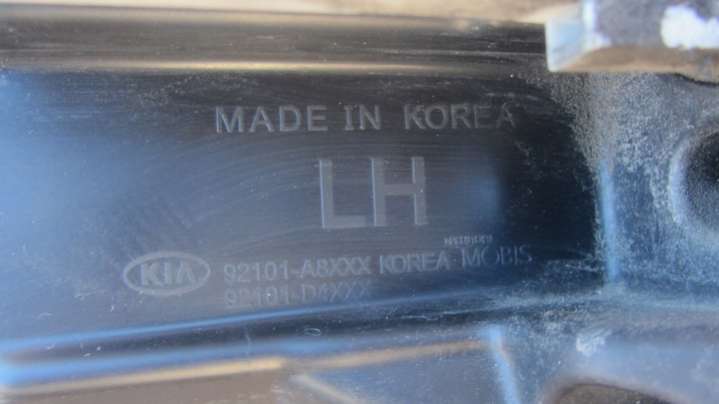 MADE IN KOREA
LH
KIA 92101-A8XXX KOREA MOBIS
92101-D4XXX